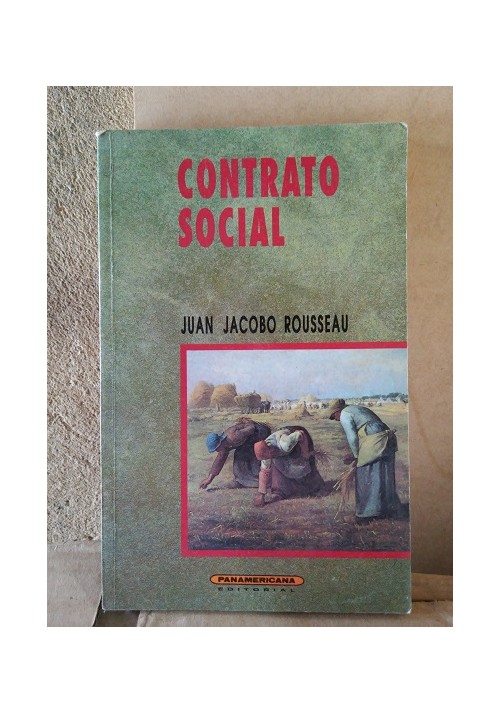 CONTRATO
SOCIAL
JUAN JACOBO ROUSSEAU
PANAMERICANA
EDITORIAL